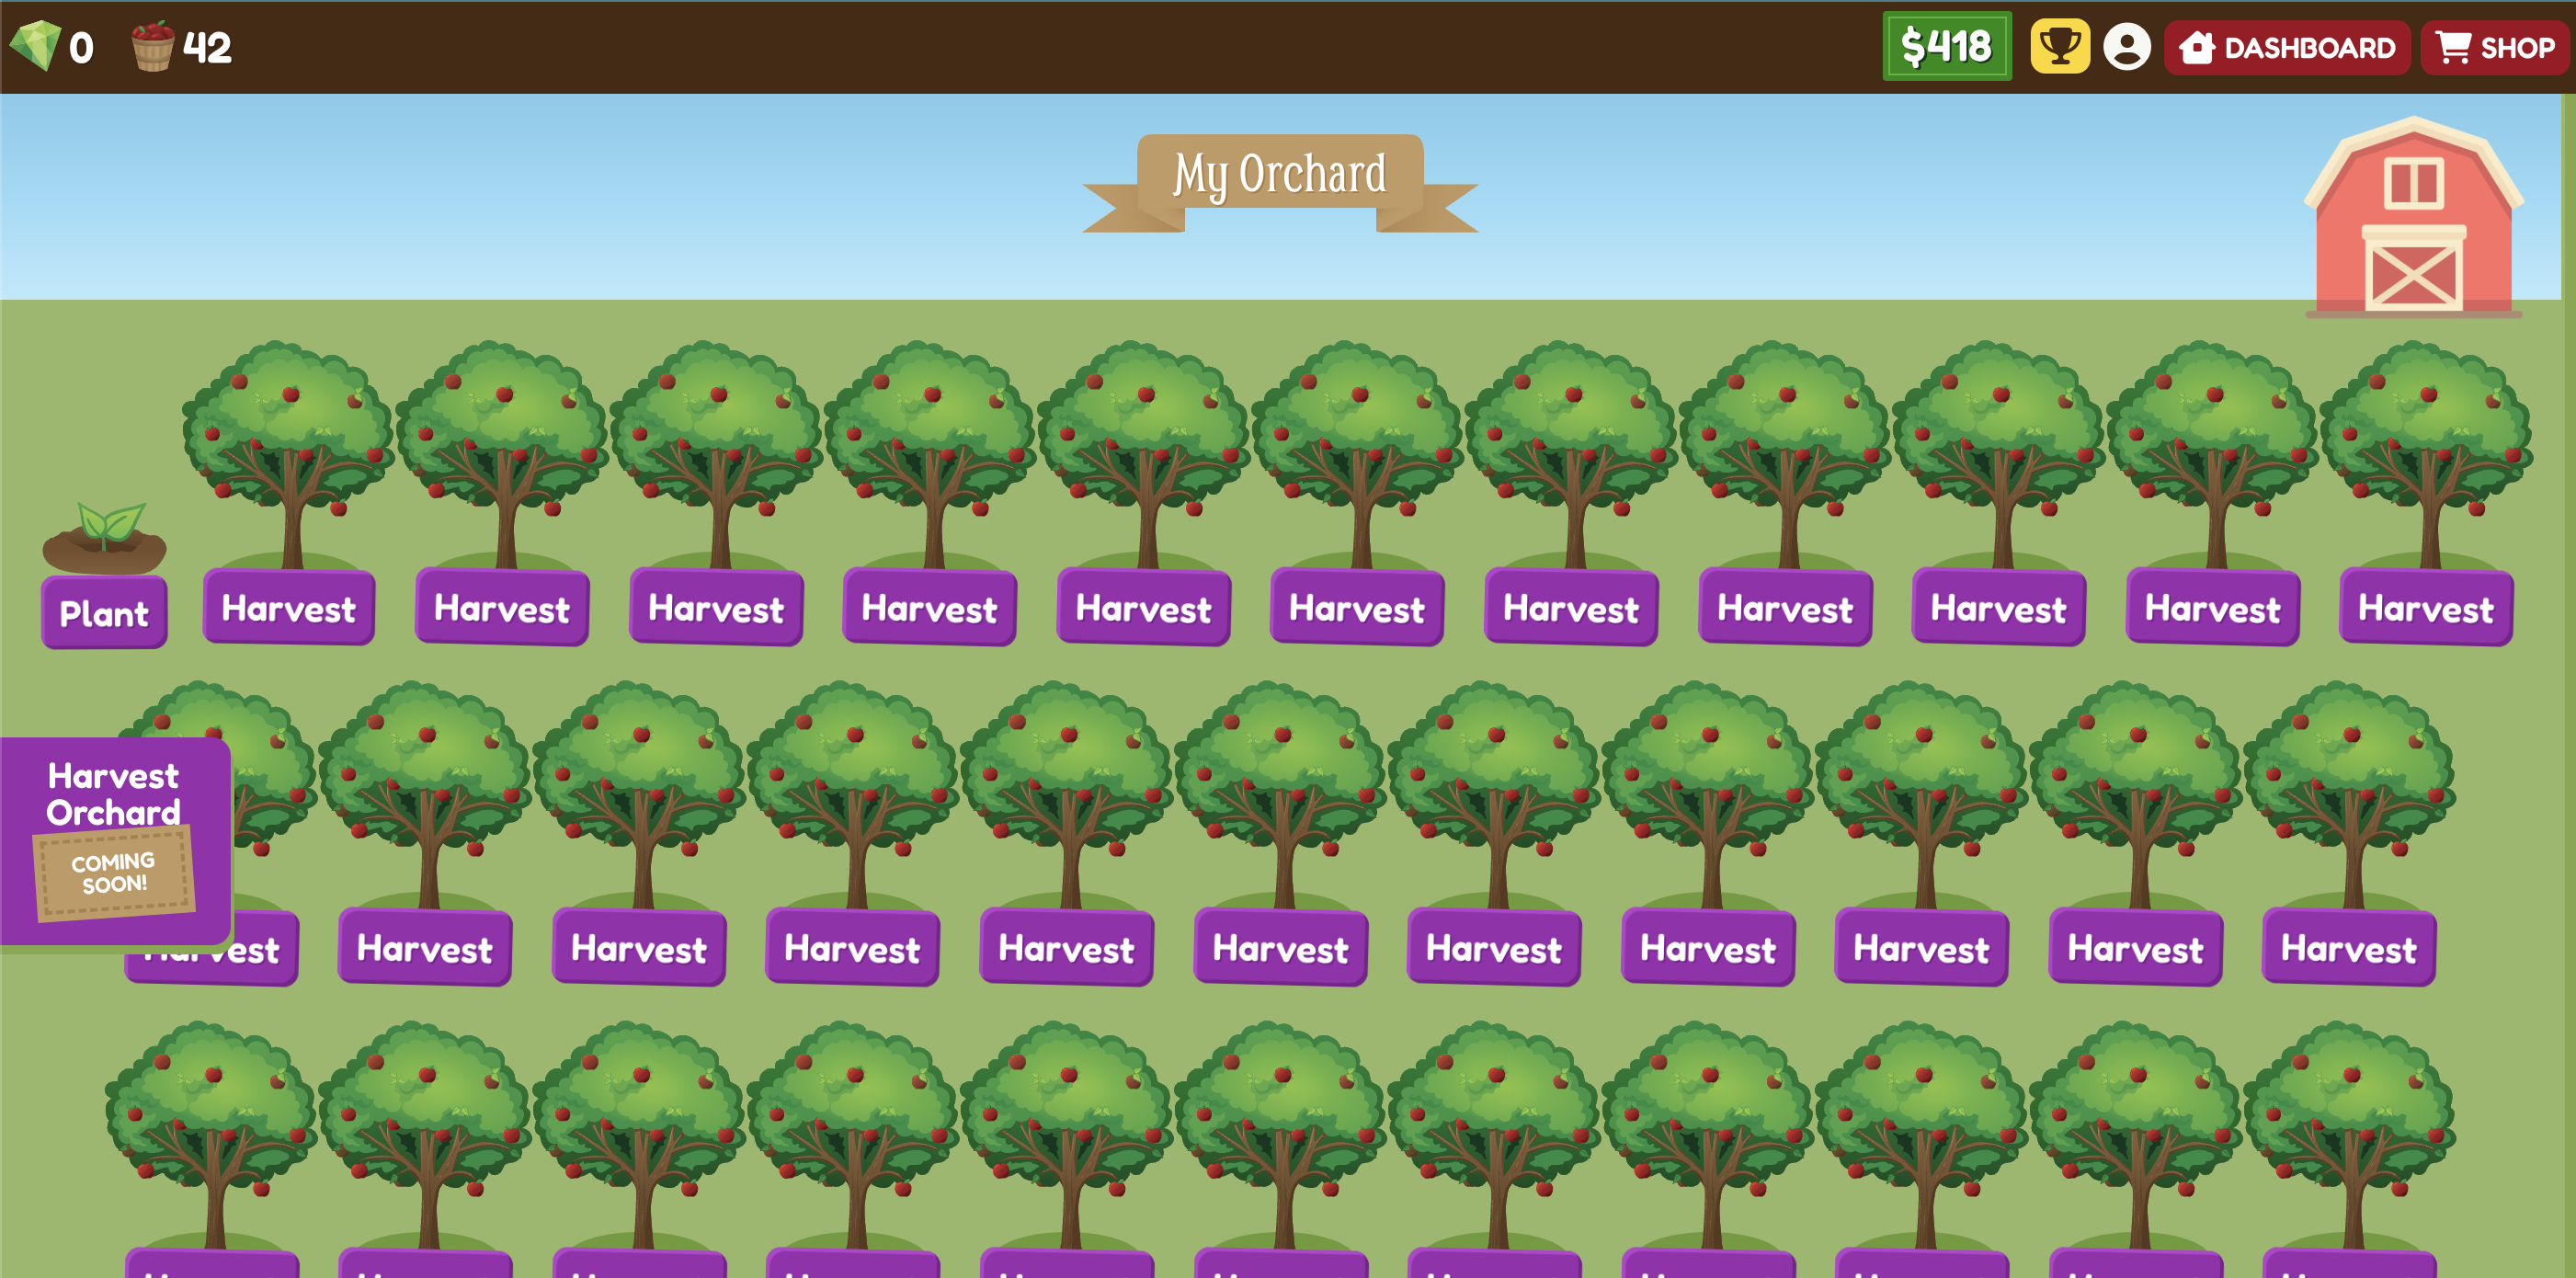 0 42 $418 DASHBOARD SHOP
My Orchard
Plant Harvest Harvest Harvest Harvest Harvest Harvest Harvest Harvest Harvest Harvest Harvest
Harvest
Orchard
COMING
SOON!
Harvest Harvest Harvest Harvest Harvest Harvest Harvest Harvest Harvest Harvest Harvest